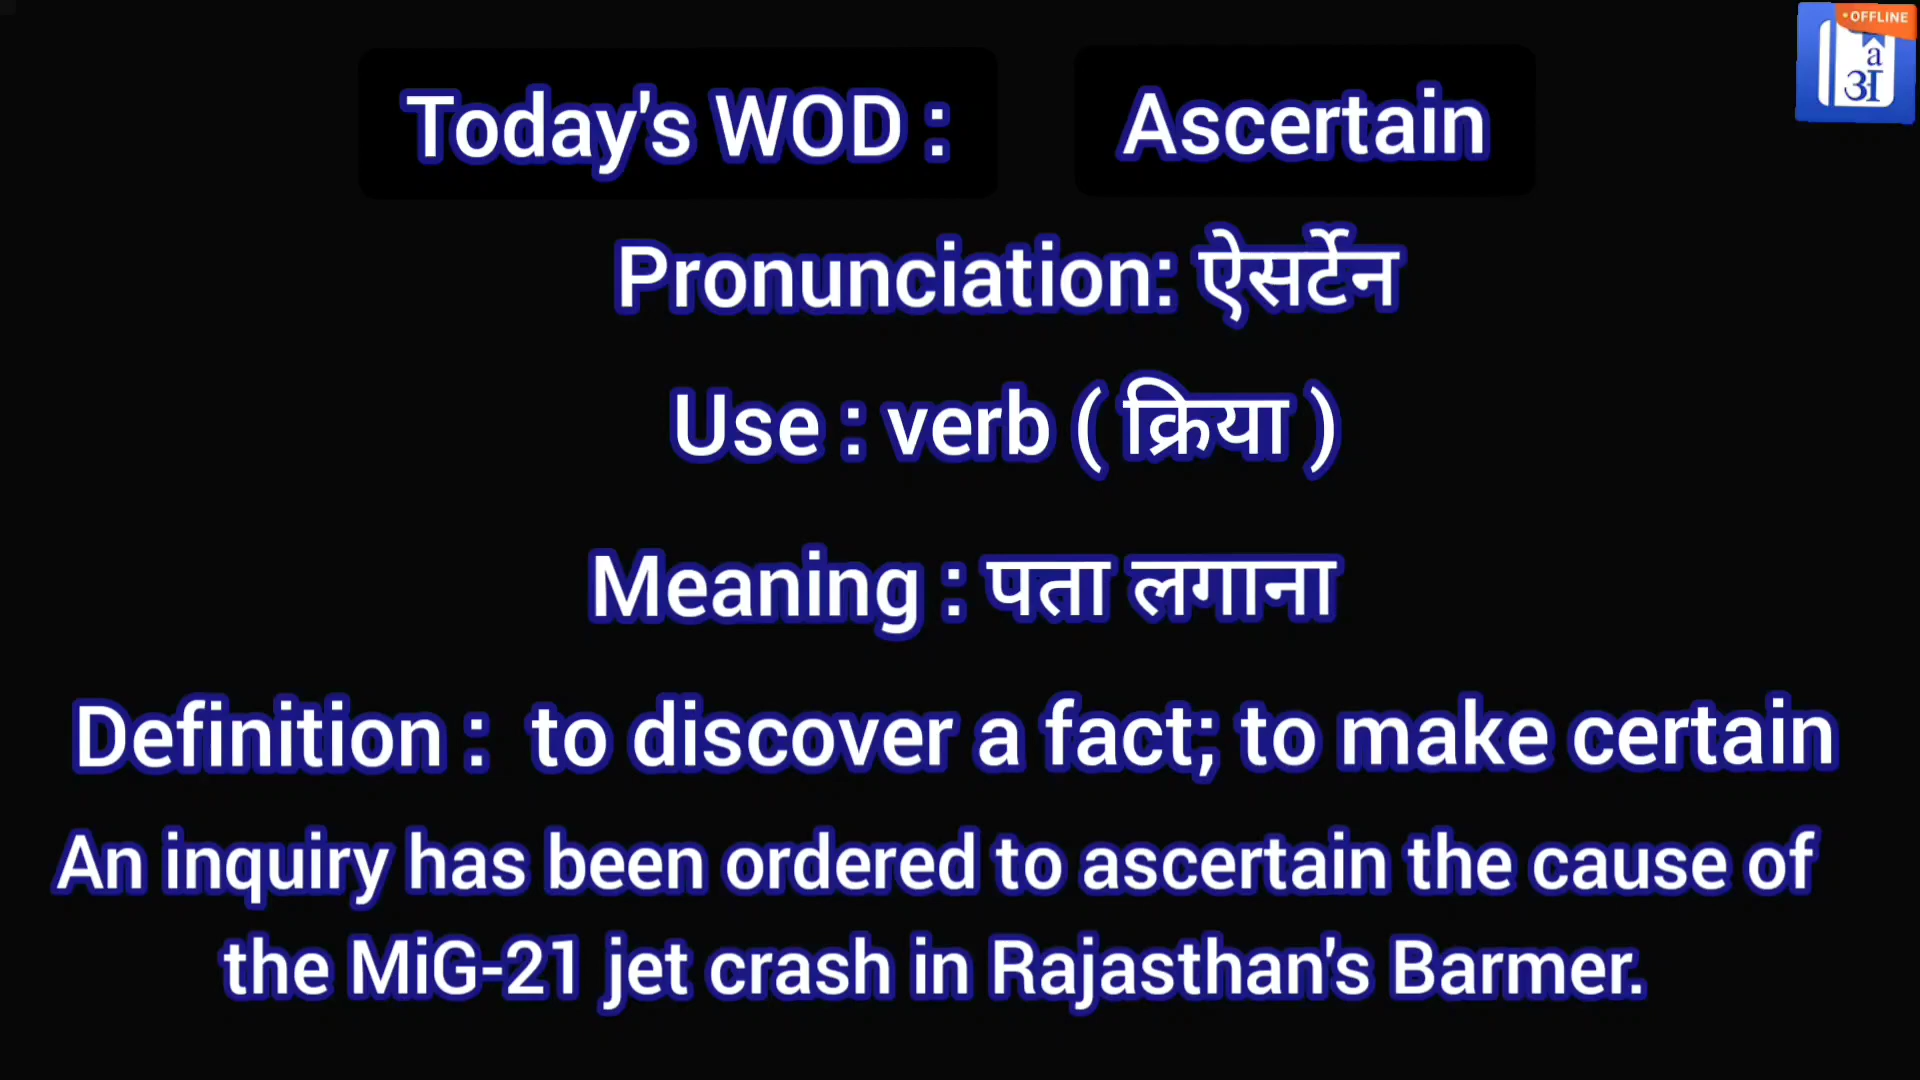 • OFFLINE
a
अ
Today's WOD : Ascertain
Pronunciation: ऐसर्टेन
Use : verb ( क्रिया )
Meaning : पता लगाना
Definition : to discover a fact; to make certain
An inquiry has been ordered to ascertain the cause of
the MiG-21 jet crash in Rajasthan's Barmer.